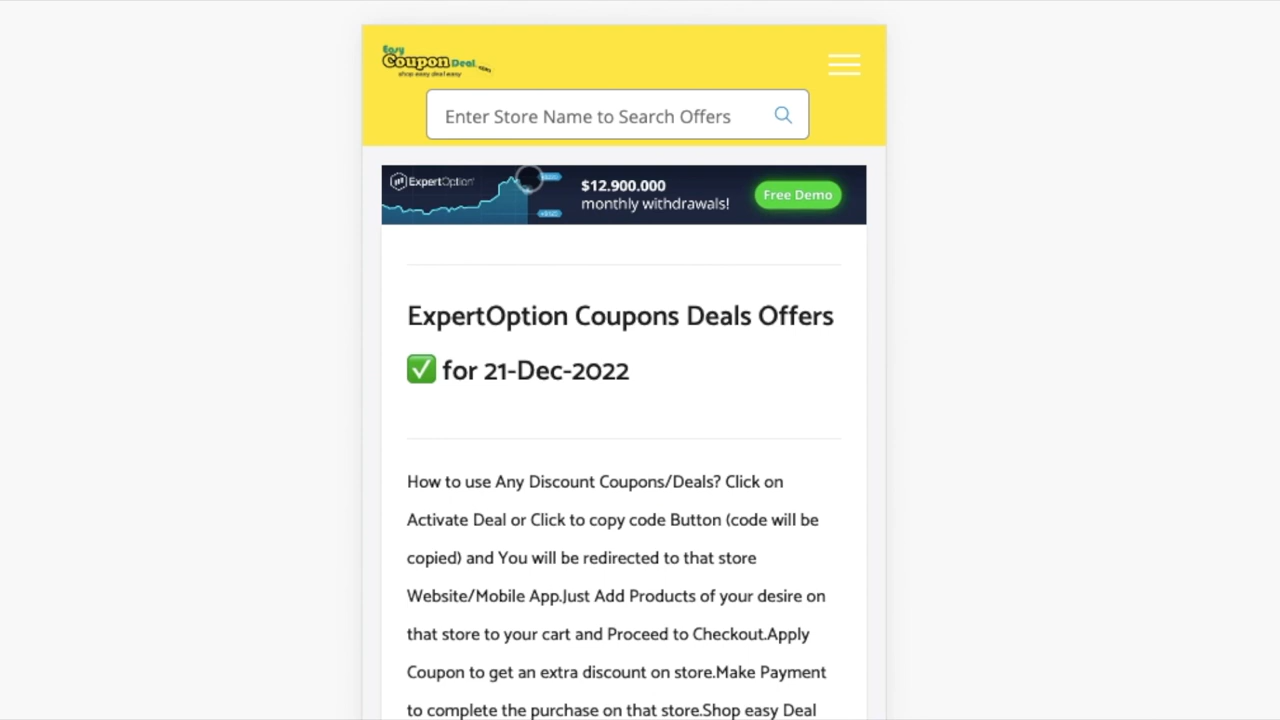 Easy
Coupon Deal .com
shop easy deal easy
Enter Store Name to Search Offers
ExpertOption
$12.900.000
monthly withdrawals!
Free Demo
ExpertOption Coupons Deals Offers
✅ for 21-Dec-2022
How to use Any Discount Coupons/Deals? Click on
Activate Deal or Click to copy code Button (code will be
copied) and You will be redirected to that store
Website/Mobile App.Just Add Products of your desire on
that store to your cart and Proceed to Checkout.Apply
Coupon to get an extra discount on store.Make Payment
to complete the purchase on that store.Shop easy Deal